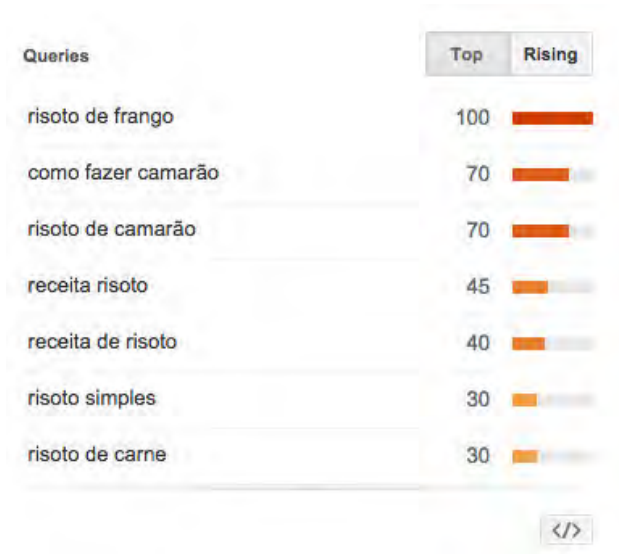 Queries Top Rising
risoto de frango 100
como fazer camarão 70
risoto de camarão 70
receita risoto 45
receita de risoto 40
risoto simples 30
risoto de carne 30
</>